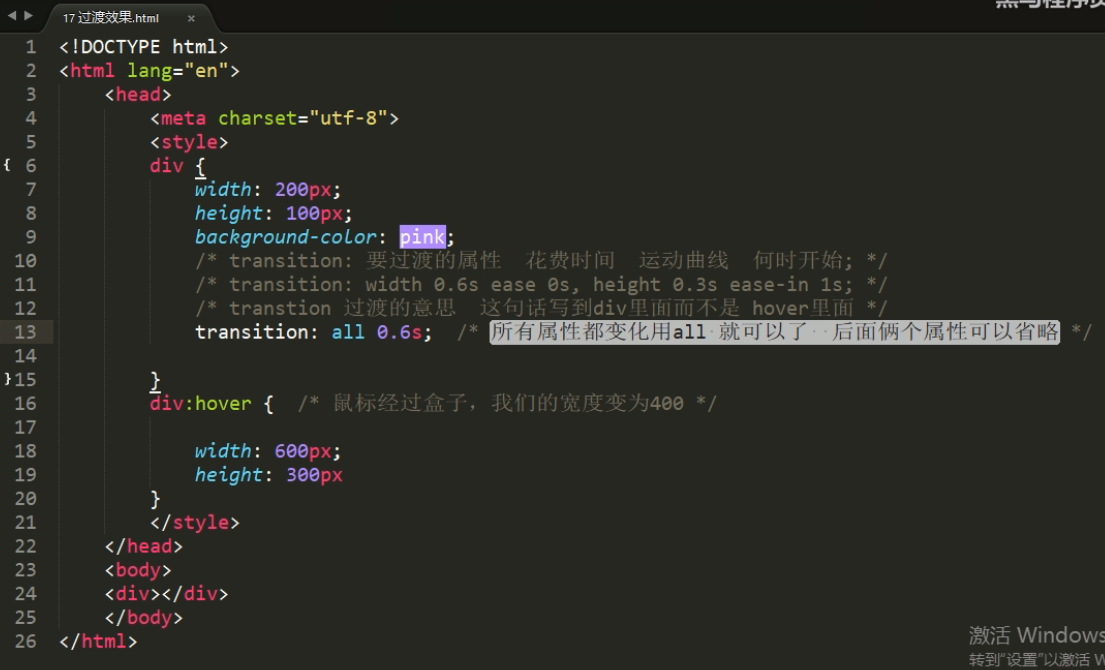 17 过渡效果.html ×
黑马程序员
1 <!DOCTYPE html>
2 <html lang="en">
3 <head>
4 <meta charset="utf-8">
5 <style>
{ 6 div {
7 width: 200px;
8 height: 100px;
9 background-color: pink;
10 /* transition: 要过渡的属性  花费时间  运动曲线  何时开始; */
11 /* transition: width 0.6s ease 0s, height 0.3s ease-in 1s; */
12 /* transtion 过渡的意思  这句话写到div里面而不是 hover里面 */
13 transition: all 0.6s;  /* 所有属性都变化用all 就可以了  后面俩个属性可以省略 */
14
} 15 }
16 div:hover {  /* 鼠标经过盒子，我们的宽度变为400 */
17
18 width: 600px;
19 height: 300px
20 }
21 </style>
22 </head>
23 <body>
24 <div></div>
25 </body>
26 </html>
激活 Windows
转到"设置"以激活 W